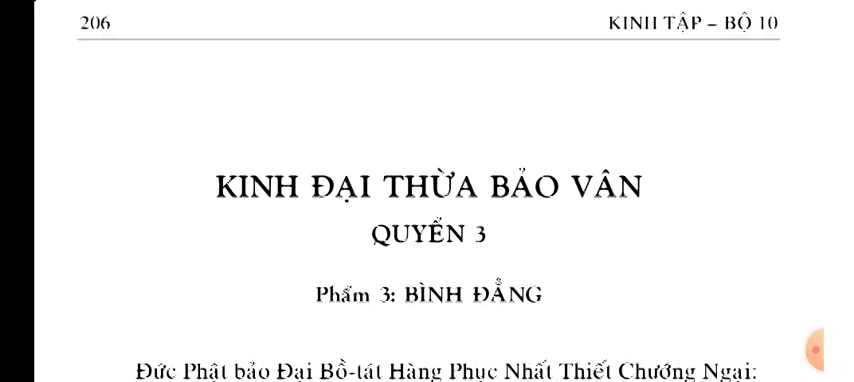 206
KINH TẬP – BỘ 10
KINH ĐẠI THỪA BẢO VÂN
QUYỂN 3
Phẩm 3: BÌNH ĐẲNG
Đức Phật bảo Đại Bồ-tát Hàng Phục Nhất Thiết Chướng Ngại: